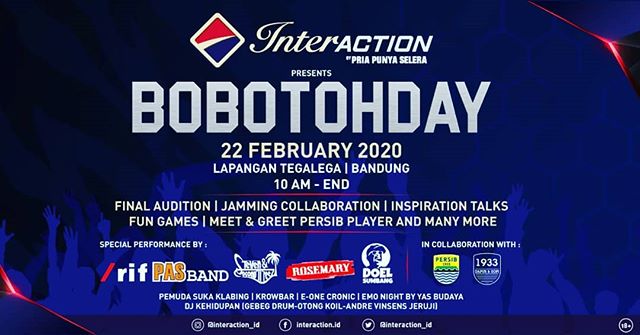 InterACTION
BY PRIA PUNYA SELERA
PRESENTS
BOBOTOHDAY
22 FEBRUARY 2020
LAPANGAN TEGALEGA | BANDUNG
10 AM - END
FINAL AUDITION | JAMMING COLLABORATION | INSPIRATION TALKS
FUN GAMES | MEET & GREET PERSIB PLAYER AND MANY MORE
SPECIAL PERFORMANCE BY :
IN COLLABORATION WITH :
/rif PAS BAND
ROSEMARY
DOEL
SUMBANG
PERSIB
1933
DAPUR & KOPI
PEMUDA SUKA KLABING | KROWBAR | E-ONE CRONIC | EMO NIGHT BY YAS BUDAYA
DJ KEHIDUPAN (GEBEG DRUM-OTONG KOIL-ANDRE VINSENS JERUJI)
@interaction_id
interaction.id
@interaction_id
18+